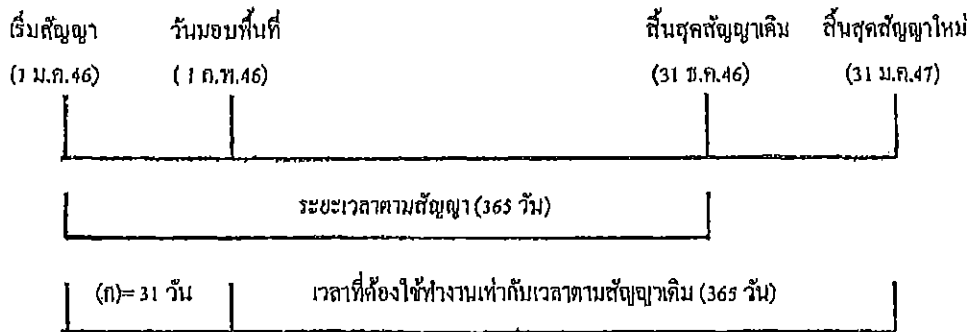 เริ่มสัญญา วันมอบพื้นที่ สิ้นสุดสัญญาเดิม สิ้นสุดสัญญาใหม่
(1 ม.ค.46) (1 ก.พ.46) (31 ธ.ค.46) (31 ม.ค.47)
ระยะเวลาตามสัญญา (365 วัน)
(ก)= 31 วัน เวลาที่ต้องใช้ทำงานเท่ากับเวลาตามสัญญาเดิม (365 วัน)